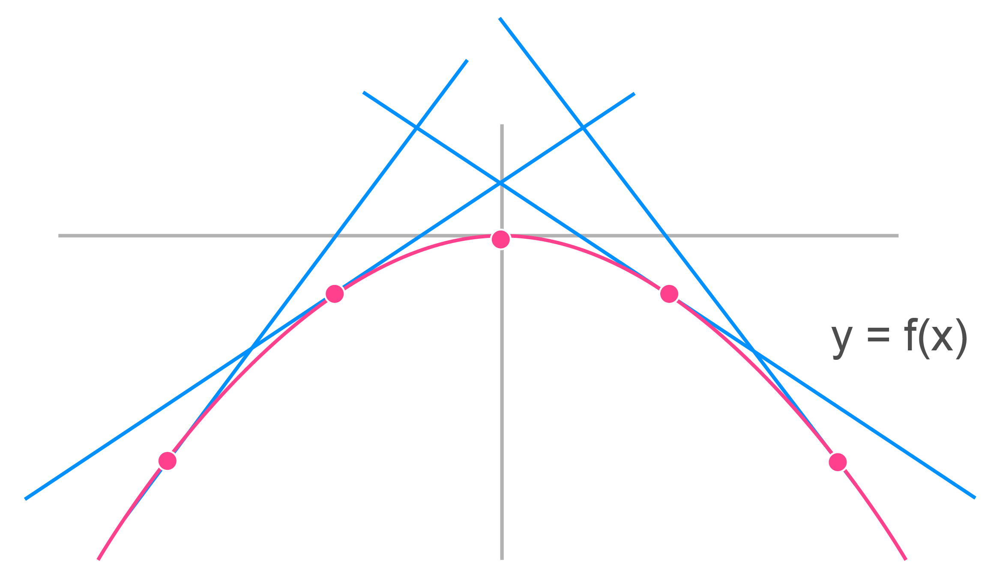 y = f(x)